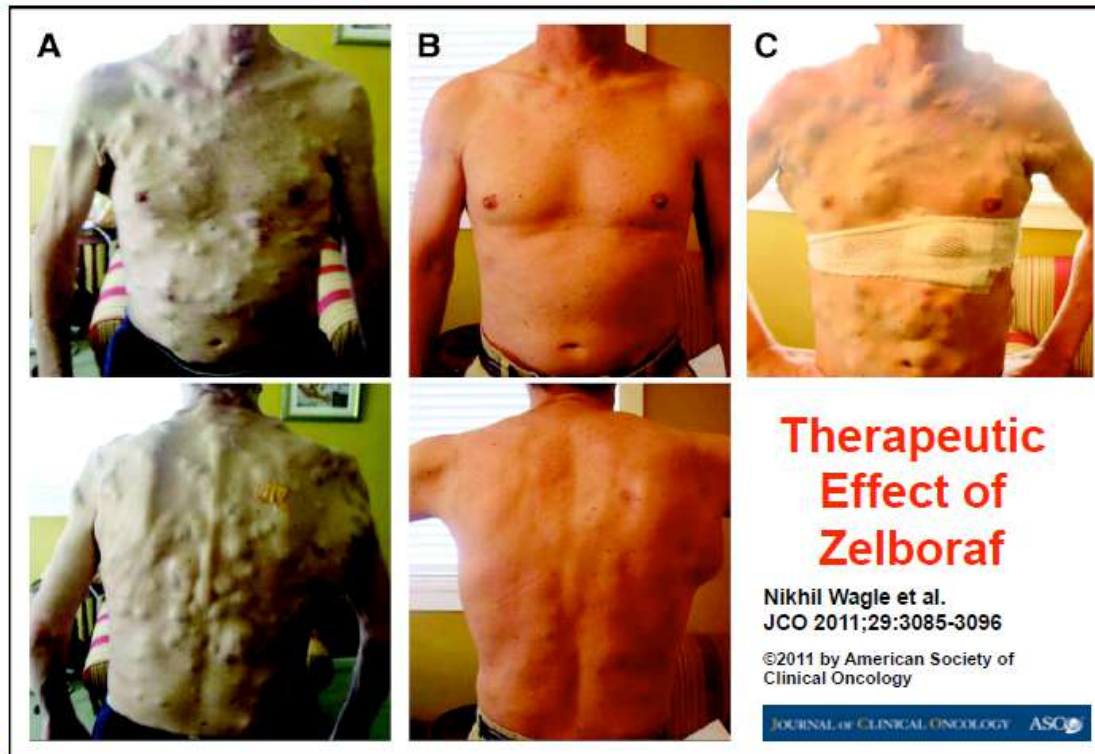 A
B
C
Therapeutic
Effect of
Zelboraf
Nikhil Wagle et al.
JCO 2011;29:3085-3096
©2011 by American Society of
Clinical Oncology
JOURNAL OF CLINICAL ONCOLOGY ASCO